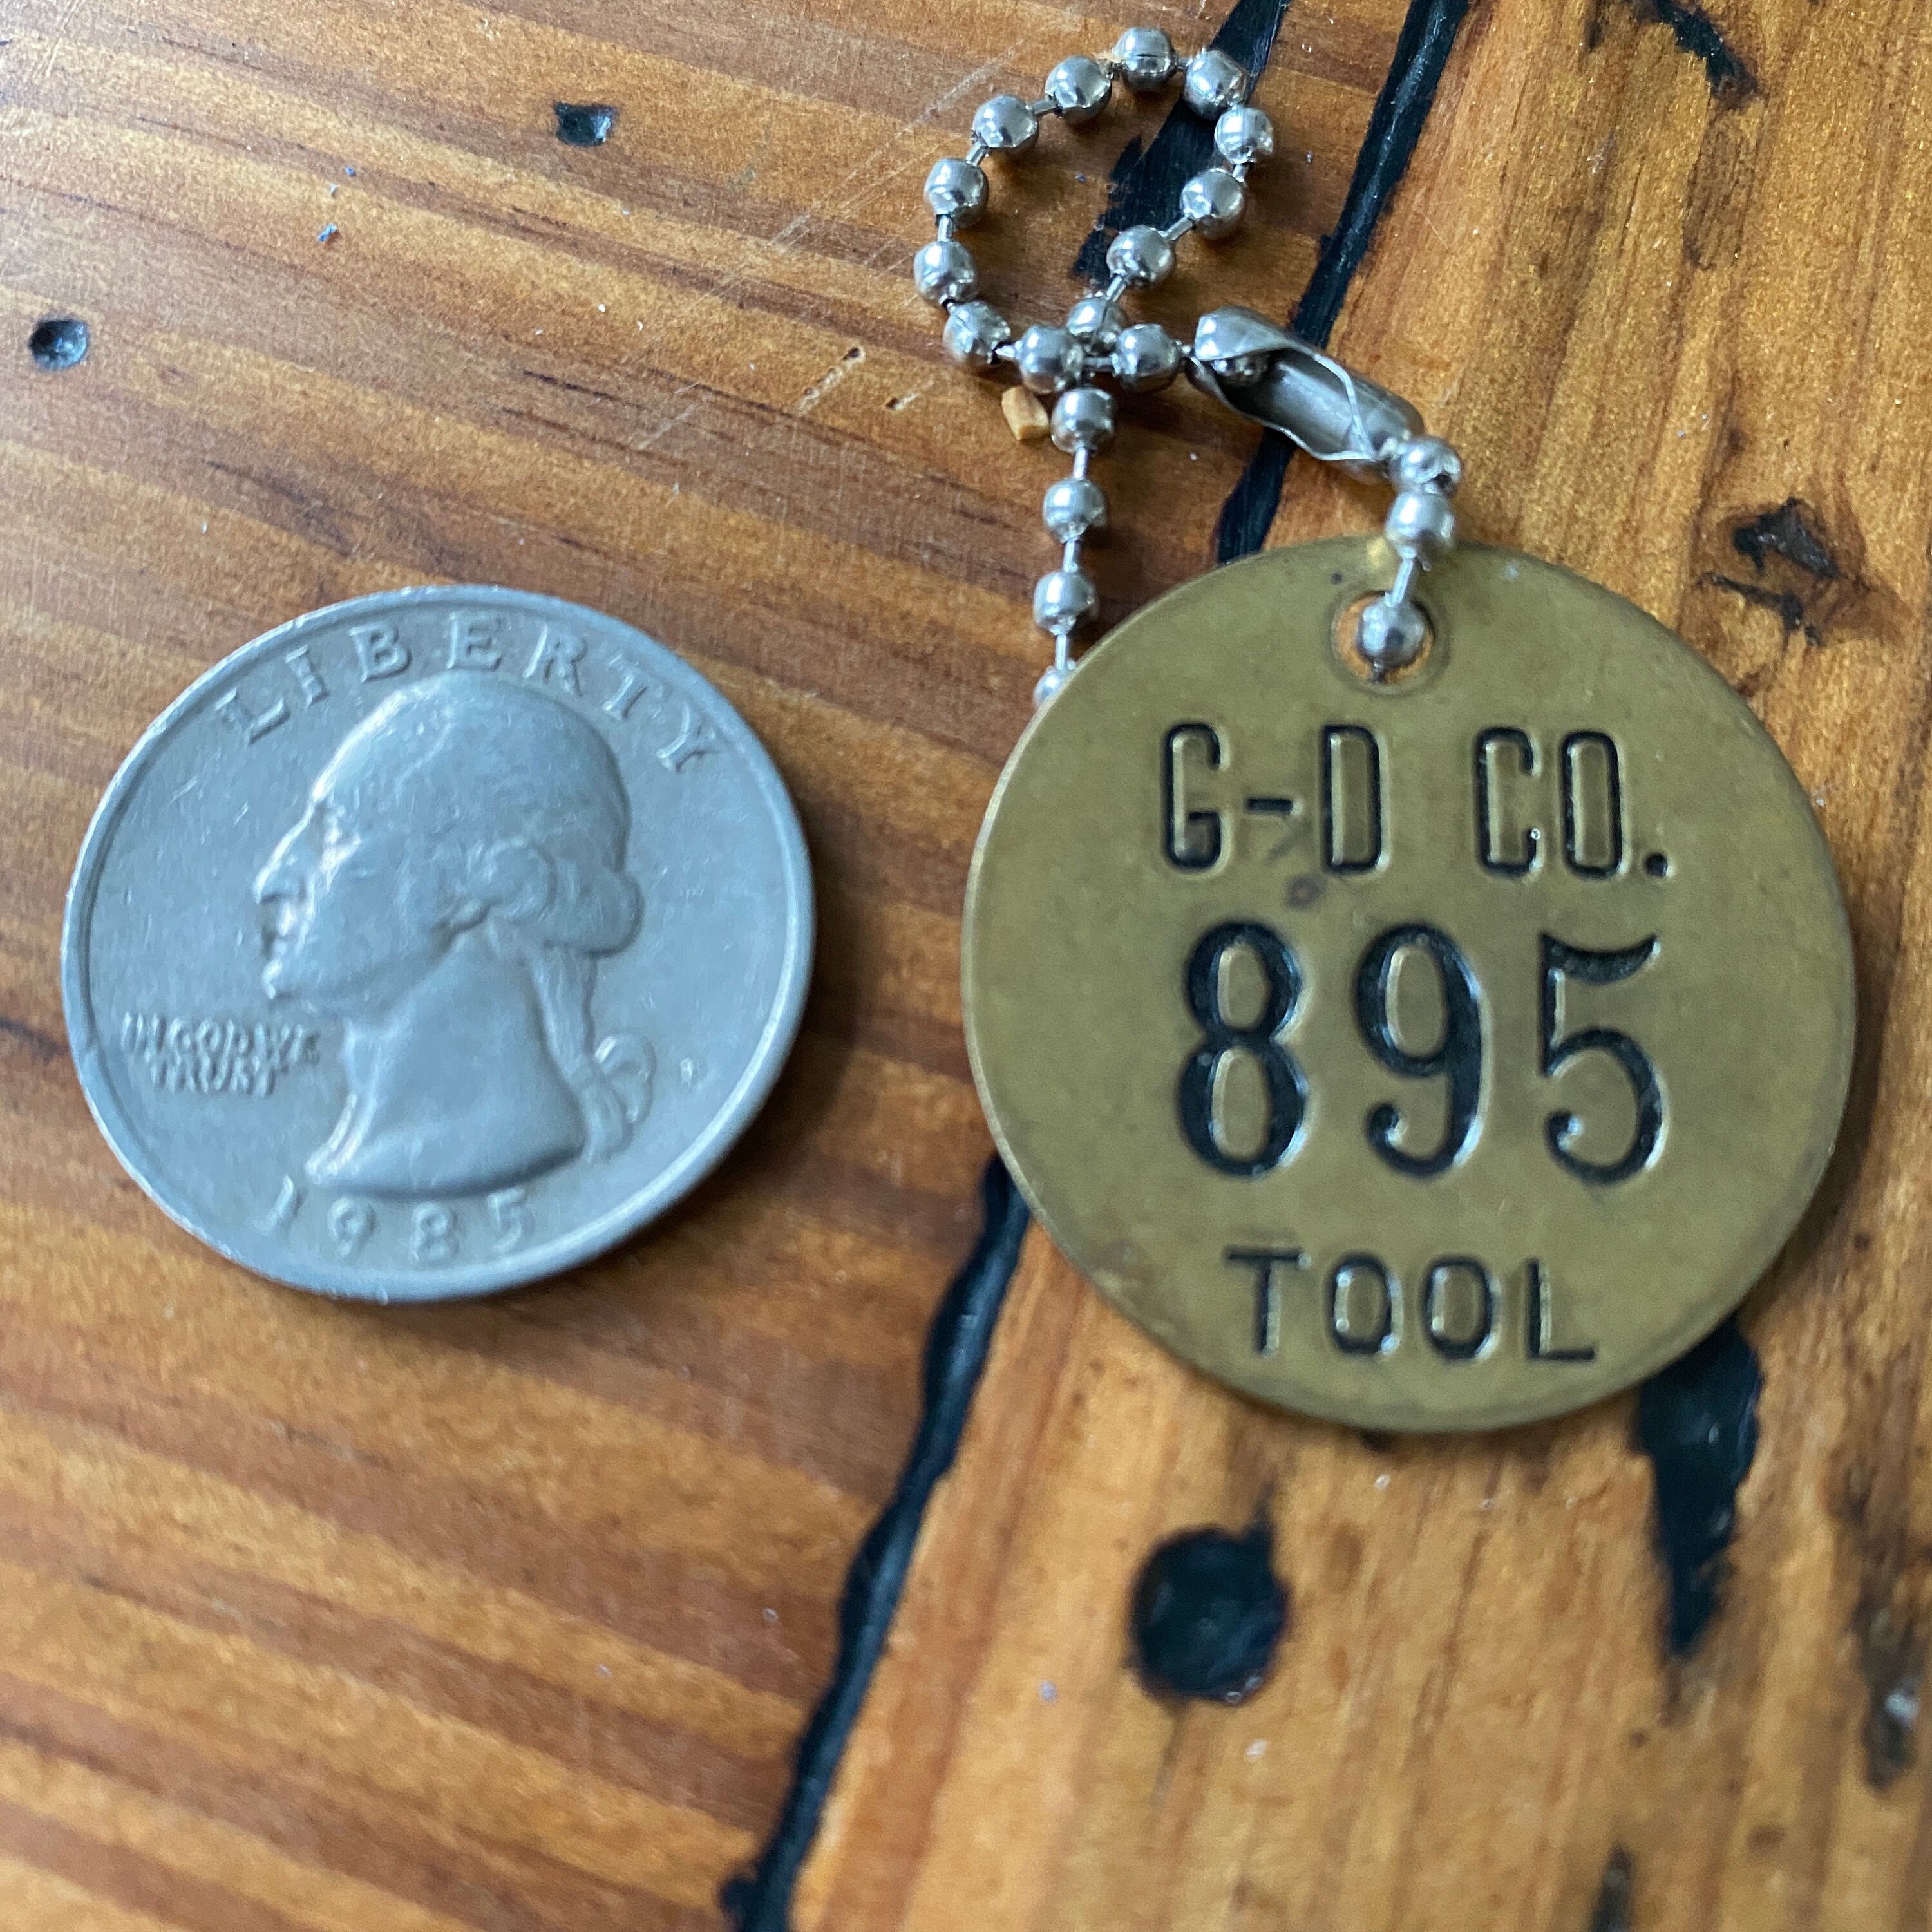 LIBERTY
IN GOD WE
TRUST
1985
G-D CO.
895
TOOL